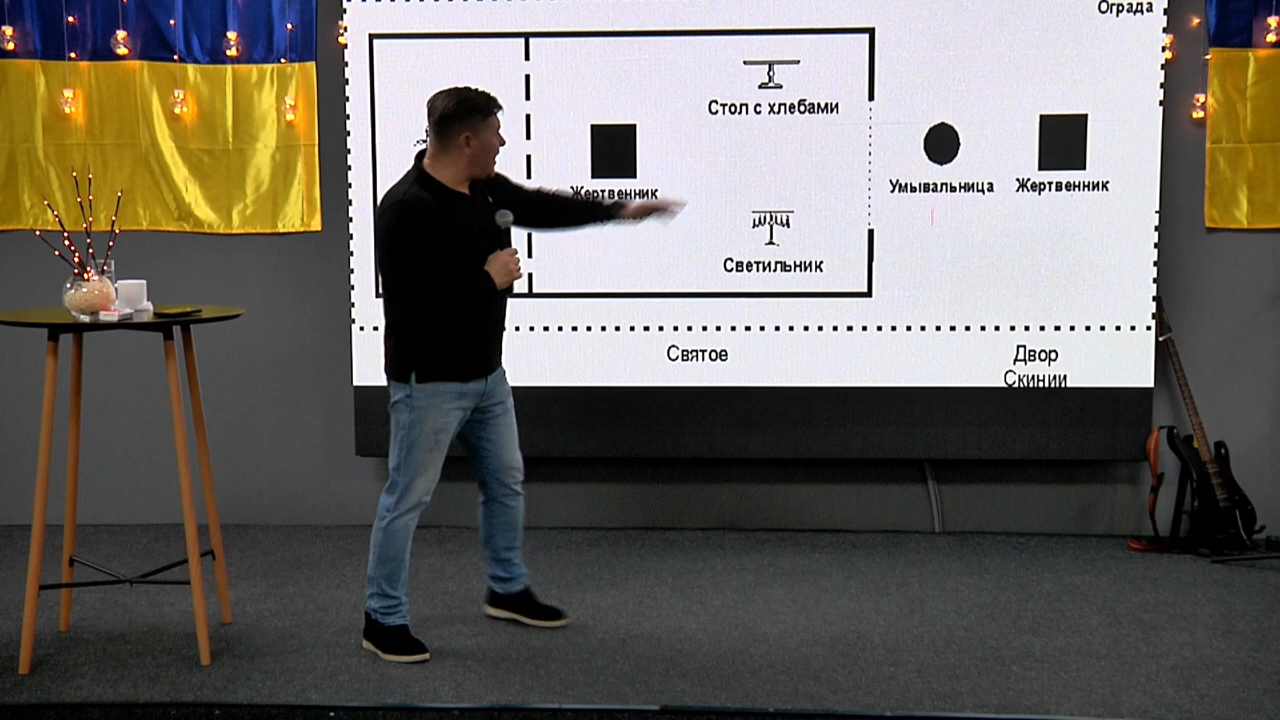 Ограда
Стол с хлебами
Жертвенник
Умывальница
Жертвенник
Светильник
Святое
Двор
Скинии